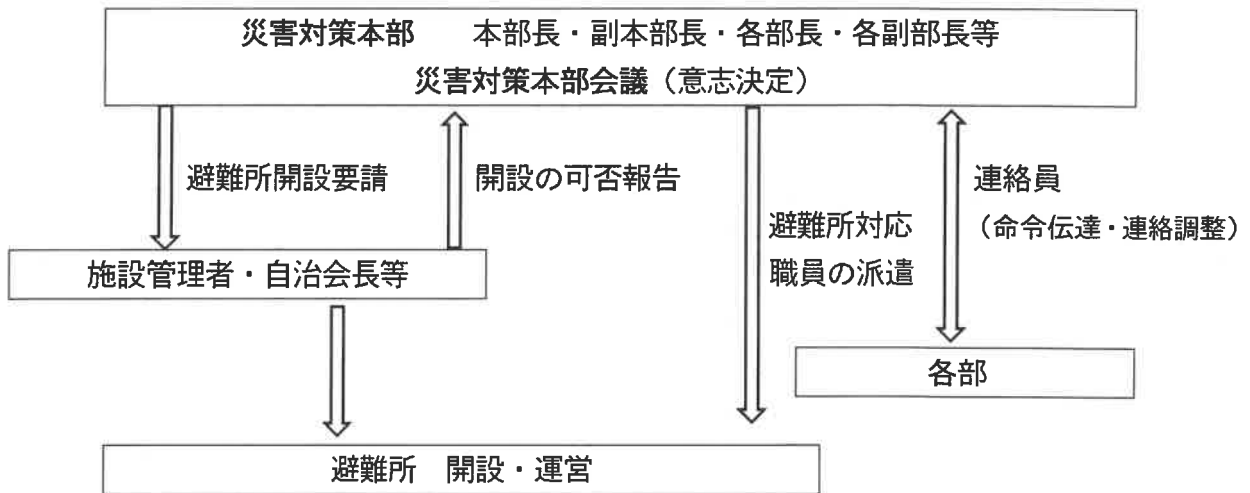 災害対策本部　本部長・副本部長・各部長・各副部長等
災害対策本部会議（意志決定）
避難所開設要請
開設の可否報告
連絡員
（命令伝達・連絡調整）
避難所対応
職員の派遣
施設管理者・自治会長等
各部
避難所　開設・運営